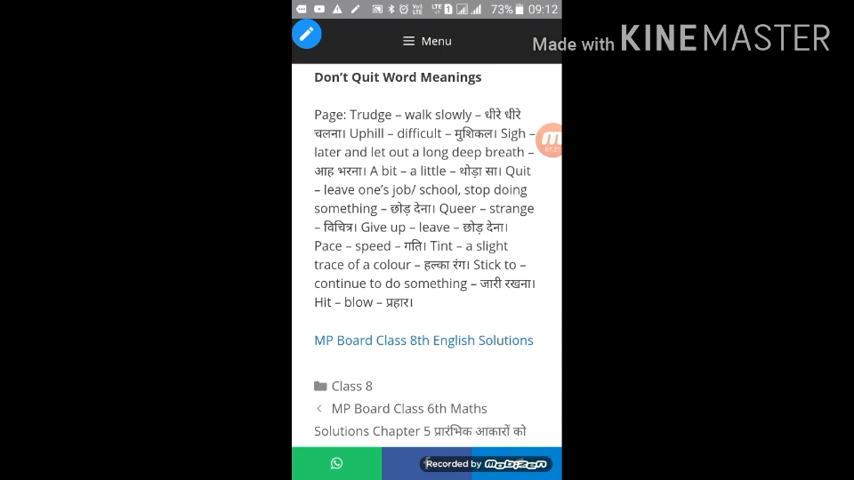 73% 09:12
Menu
Made with KINEMASTER
Don't Quit Word Meanings
Page: Trudge – walk slowly – धीरे धीरे
चलना। Uphill – difficult – मुशिकल। Sigh –
later and let out a long deep breath –
आह भरना। A bit – a little – थोड़ा सा। Quit
– leave one's job/ school, stop doing
something – छोड़ देना। Queer – strange
– विचित्र। Give up – leave – छोड़ देना।
Pace – speed – गति। Tint – a slight
trace of a colour – हल्का रंग। Stick to –
continue to do something – जारी रखना।
Hit – blow – प्रहार।
MP Board Class 8th English Solutions
Class 8
MP Board Class 6th Maths
Solutions Chapter 5 प्रारंभिक आकारों को
Recorded by mobizen